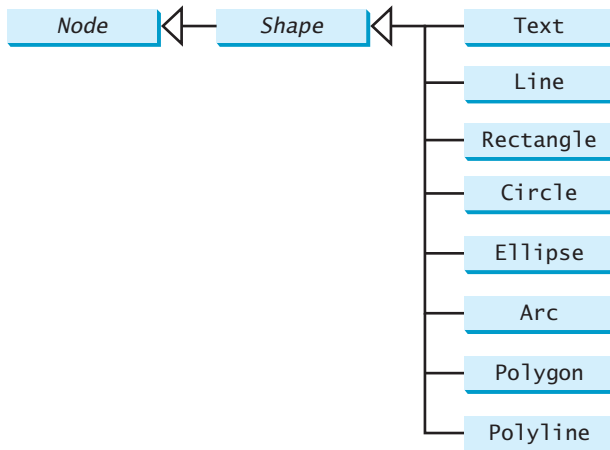 Node
Shape
Text
Line
Rectangle
Circle
Ellipse
Arc
Polygon
Polyline